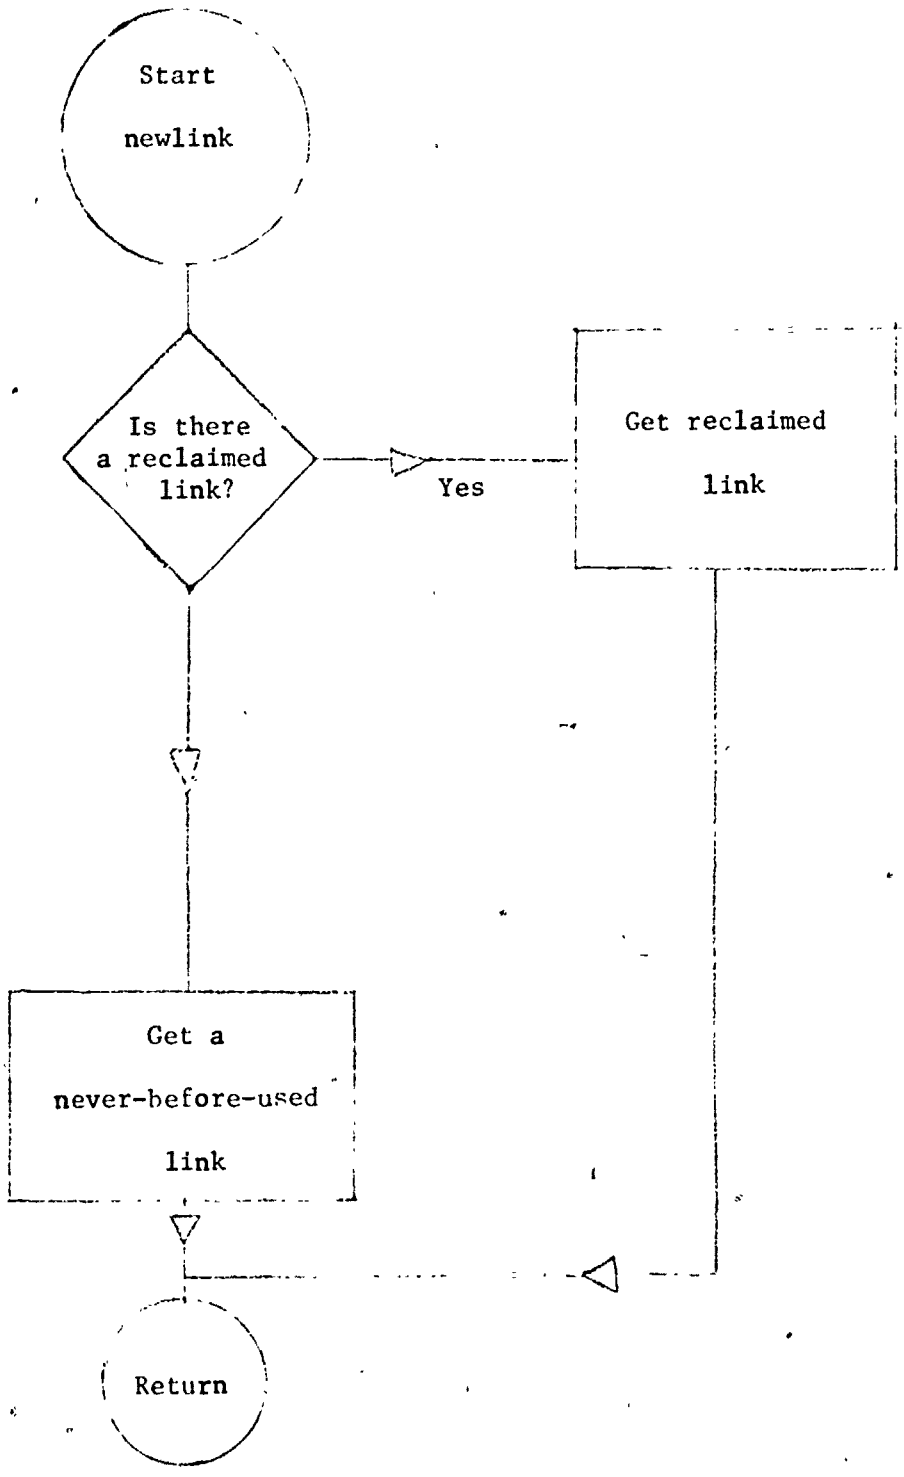 Start
newlink
Is there
a reclaimed
link?
Yes
Get reclaimed
link
Get a
never-before-used
link
Return